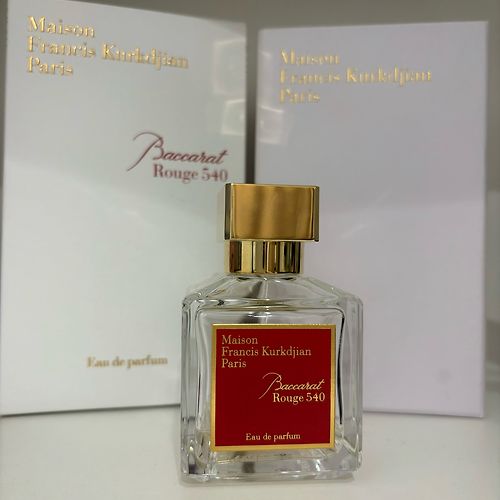 Maison
Francis Kurkdjian
Paris
Baccarat
Rouge 540
Eau de parfum
Maison
Francis Kurkdjian
Paris
Maison
Francis Kurkdjian
Paris
Baccarat
Rouge 540
Eau de parfum